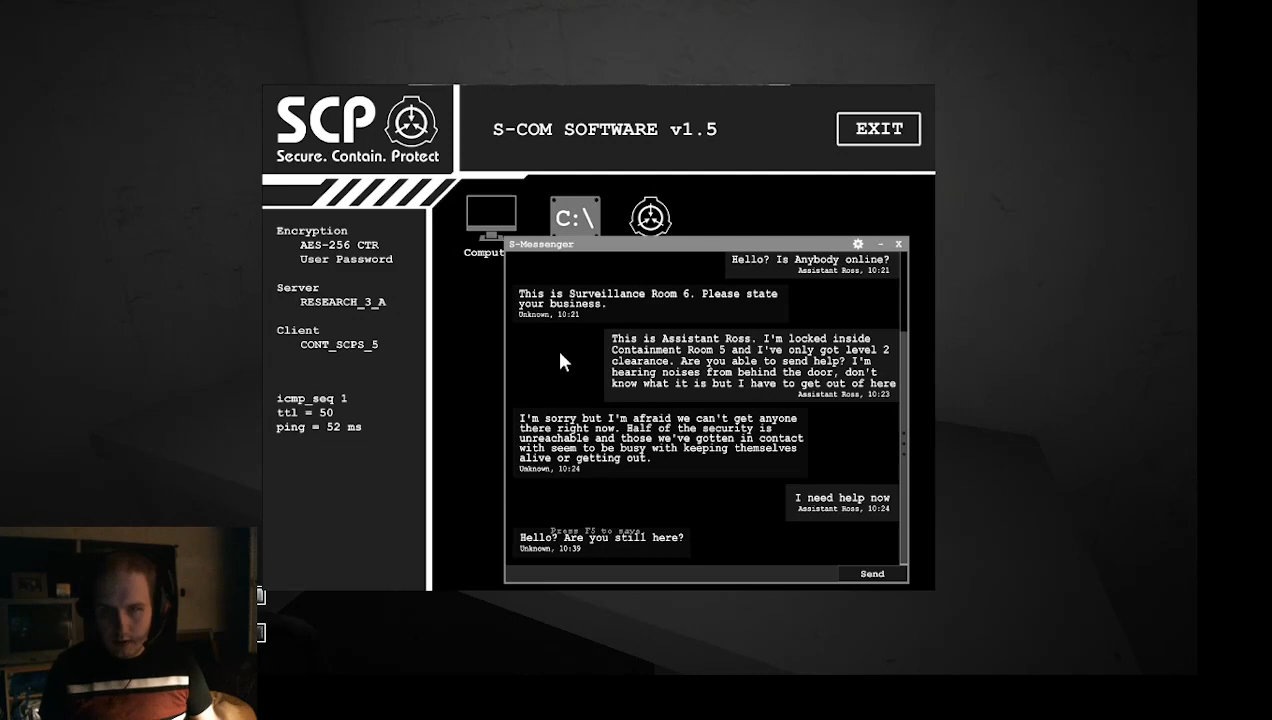 SCP
Secure. Contain. Protect
S-COM SOFTWARE v1.5
EXIT
Encryption
AES-256 CTR
User Password
Server
RESEARCH_3_A
Client
CONT_SCPS_5
icmp_seq 1
ttl = 50
ping = 52 ms
C:\
Comput
S-Messenger
- X
Hello? Is Anybody online?
Assistant Ross, 10:21
This is Surveillance Room 6. Please state
your business.
Unknown, 10:21
This is Assistant Ross. I'm locked inside
Containment Room 5 and I've only got level 2
clearance. Are you able to send help? I'm
hearing noises from behind the door, don't
know what it is but I have to get out of here
Assistant Ross, 10:23
I'm sorry but I'm afraid we can't get anyone
there right now. Half of the security is
unreachable and those we've gotten in contact
with seem to be busy with keeping themselves
alive or getting out.
Unknown, 10:24
I need help now
Assistant Ross, 10:24
Press F5 to save.
Hello? Are you still here?
Unknown, 10:39
Send